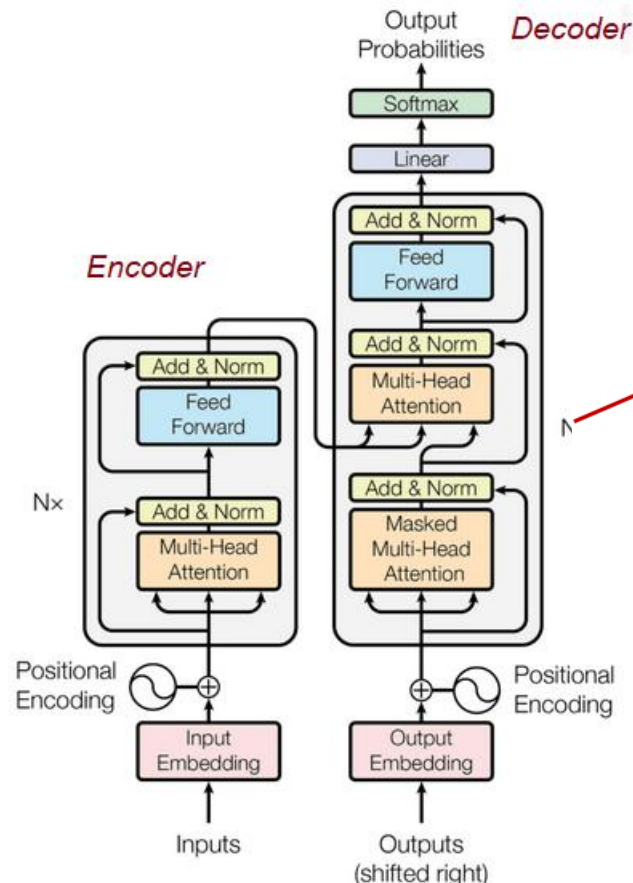 Output
Probabilities
Decoder
Softmax
Linear
Add & Norm
Feed
Forward
Add & Norm
Multi-Head
Attention
Add & Norm
Masked
Multi-Head
Attention
Positional
Encoding
Output
Embedding
Outputs
(shifted right)
Encoder
Add & Norm
Feed
Forward
N×
Add & Norm
Multi-Head
Attention
Positional
Encoding
Input
Embedding
Inputs